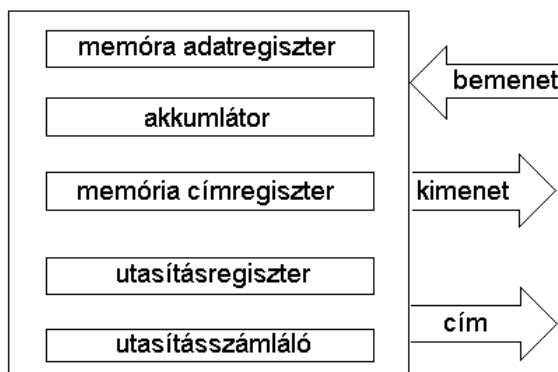 memóra adatregiszter
bemenet
akkumlátor
memória címregiszter
kimenet
utasításregiszter
cím
utasításszámláló